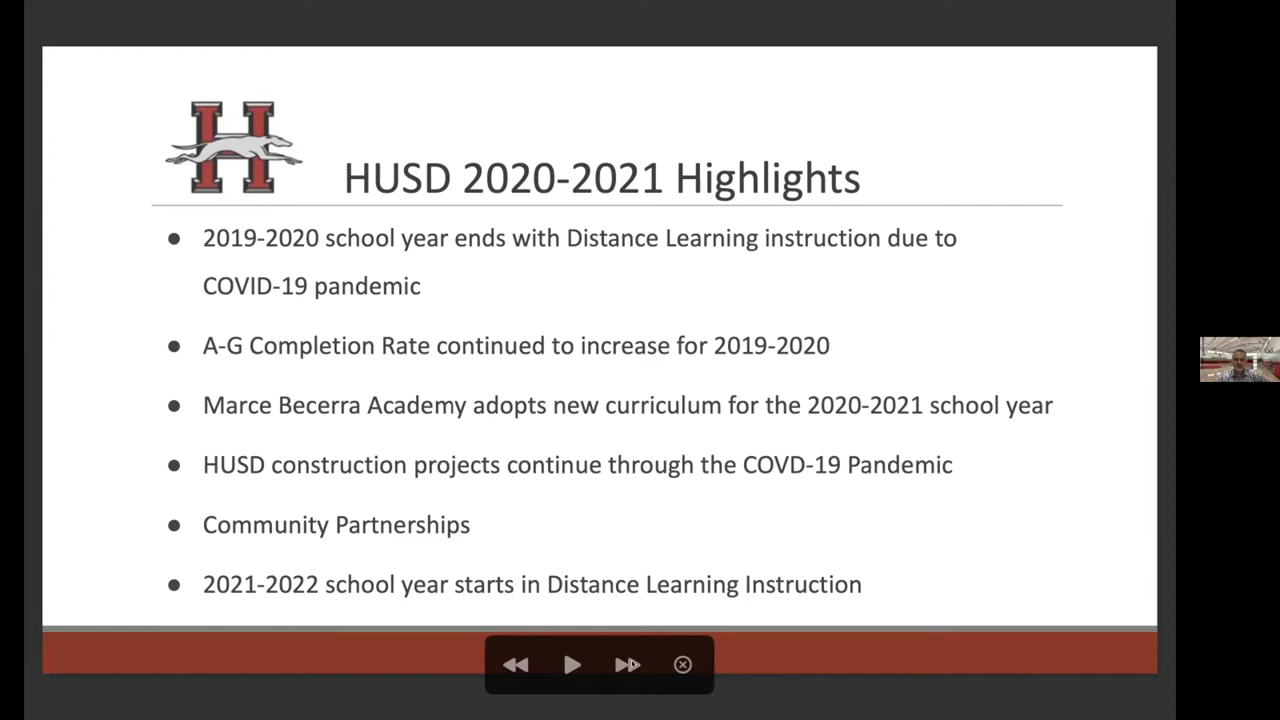 H
HUSD 2020-2021 Highlights
● 2019-2020 school year ends with Distance Learning instruction due to
COVID-19 pandemic
● A-G Completion Rate continued to increase for 2019-2020
● Marce Becerra Academy adopts new curriculum for the 2020-2021 school year
● HUSD construction projects continue through the COVD-19 Pandemic
● Community Partnerships
● 2021-2022 school year starts in Distance Learning Instruction